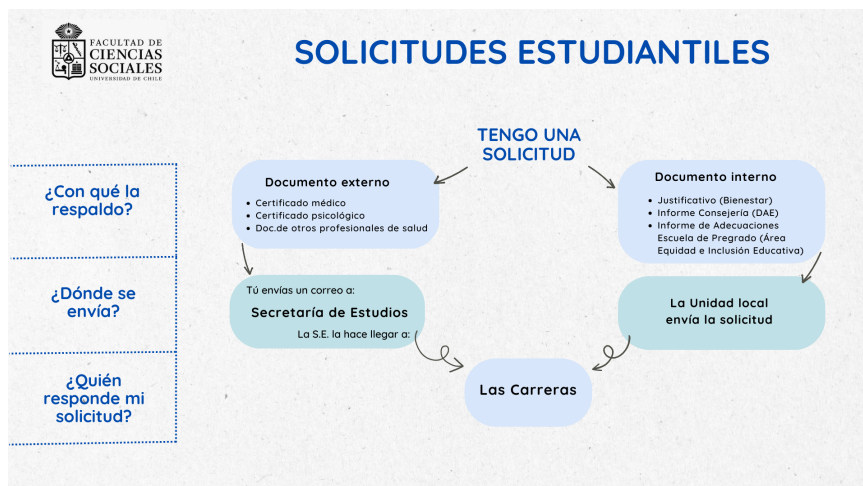 FACULTAD DE
CIENCIAS
SOCIALES
UNIVERSIDAD DE CHILE
SOLICITUDES ESTUDIANTILES
TENGO UNA
SOLICITUD
¿Con qué la
respaldo?
Documento externo
• Certificado médico
• Certificado psicológico
• Doc.de otros profesionales de salud
Documento interno
• Justificativo (Bienestar)
• Informe Consejería (DAE)
• Informe de Adecuaciones
Escuela de Pregrado (Área
Equidad e Inclusión Educativa)
¿Dónde se
envía?
Tú envías un correo a:
Secretaría de Estudios
La S.E. la hace llegar a:
La Unidad local
envía la solicitud
¿Quién
responde mi
solicitud?
Las Carreras